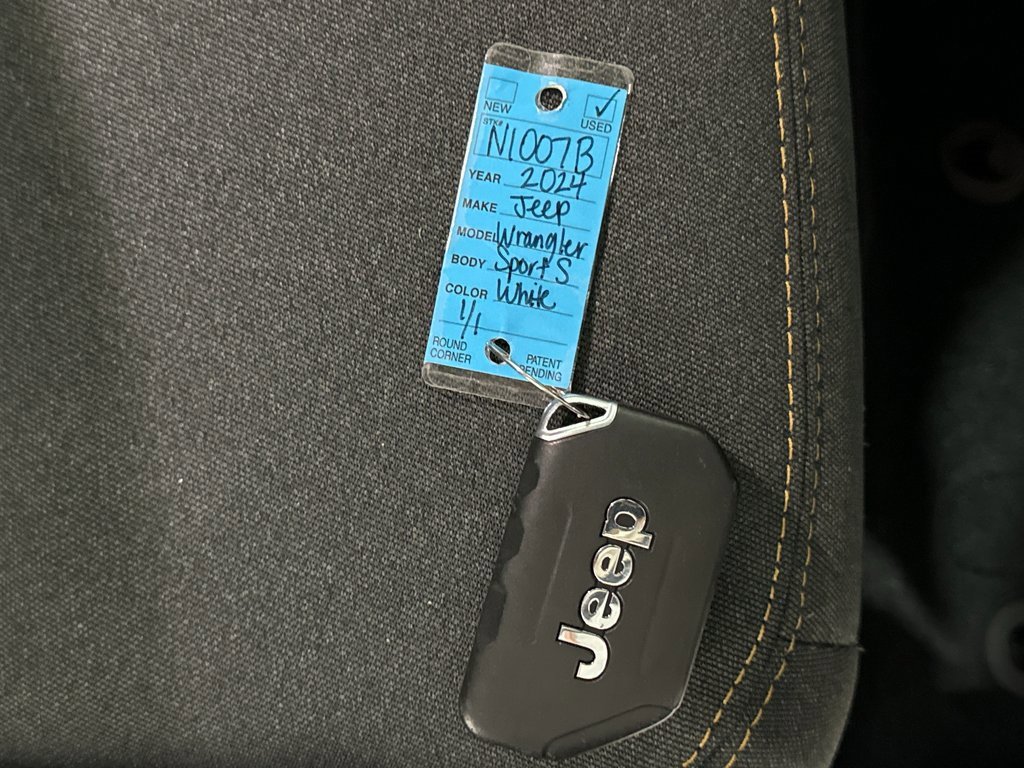 NEW
✓
USED
STK#
N1007B
YEAR 2024
MAKE Jeep
MODEL Wrangler
BODY Sport S
COLOR White
1/1
ROUND CORNER
PATENT PENDING
Jeep